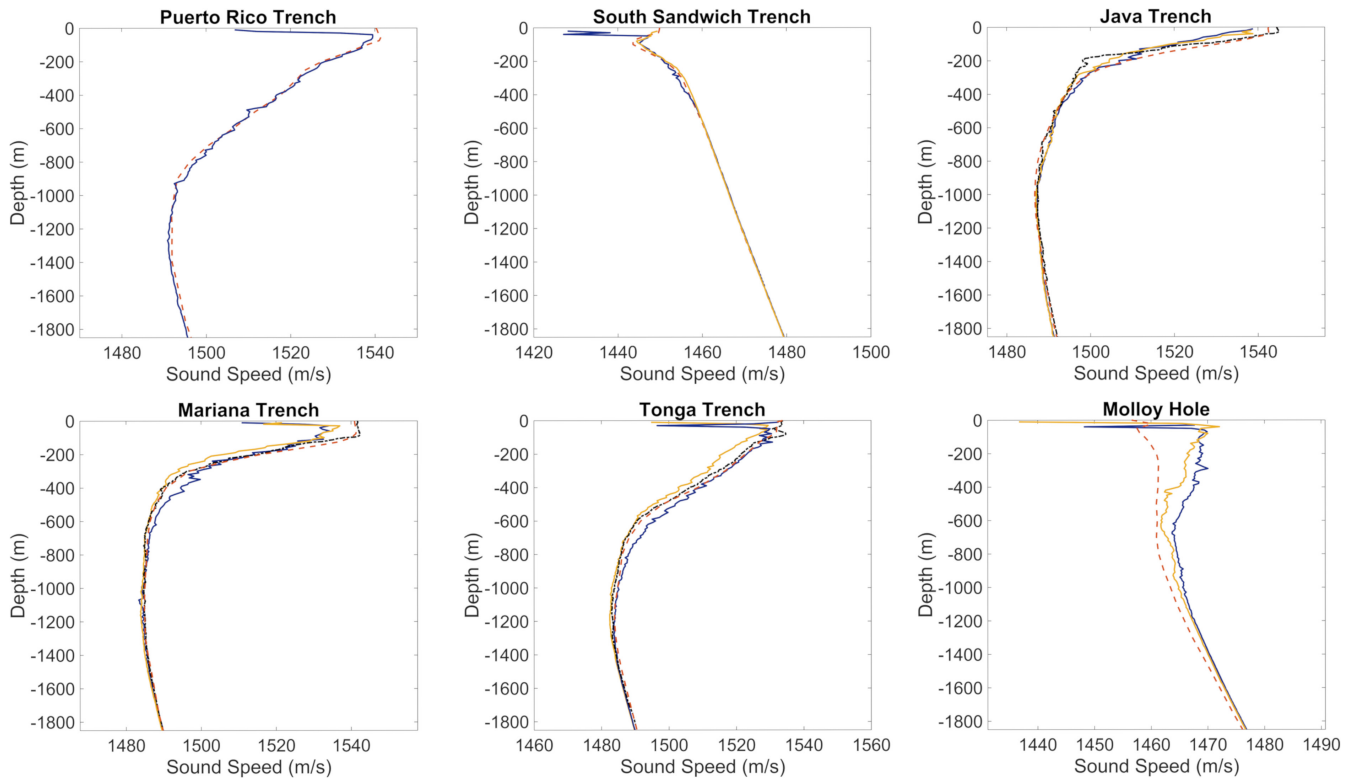 Puerto Rico Trench
0
-200
-400
-600
-800
-1000
-1200
-1400
-1600
-1800
Depth (m)
1480 1500 1520 1540
Sound Speed (m/s)
South Sandwich Trench
0
-200
-400
-600
-800
-1000
-1200
-1400
-1600
-1800
Depth (m)
1420 1440 1460 1480 1500
Sound Speed (m/s)
Java Trench
0
-200
-400
-600
-800
-1000
-1200
-1400
-1600
-1800
Depth (m)
1480 1500 1520 1540
Sound Speed (m/s)
Mariana Trench
0
-200
-400
-600
-800
-1000
-1200
-1400
-1600
-1800
Depth (m)
1480 1500 1520 1540
Sound Speed (m/s)
Tonga Trench
0
-200
-400
-600
-800
-1000
-1200
-1400
-1600
-1800
Depth (m)
1460 1480 1500 1520 1540 1560
Sound Speed (m/s)
Molloy Hole
0
-200
-400
-600
-800
-1000
-1200
-1400
-1600
-1800
Depth (m)
1440 1450 1460 1470 1480 1490
Sound Speed (m/s)